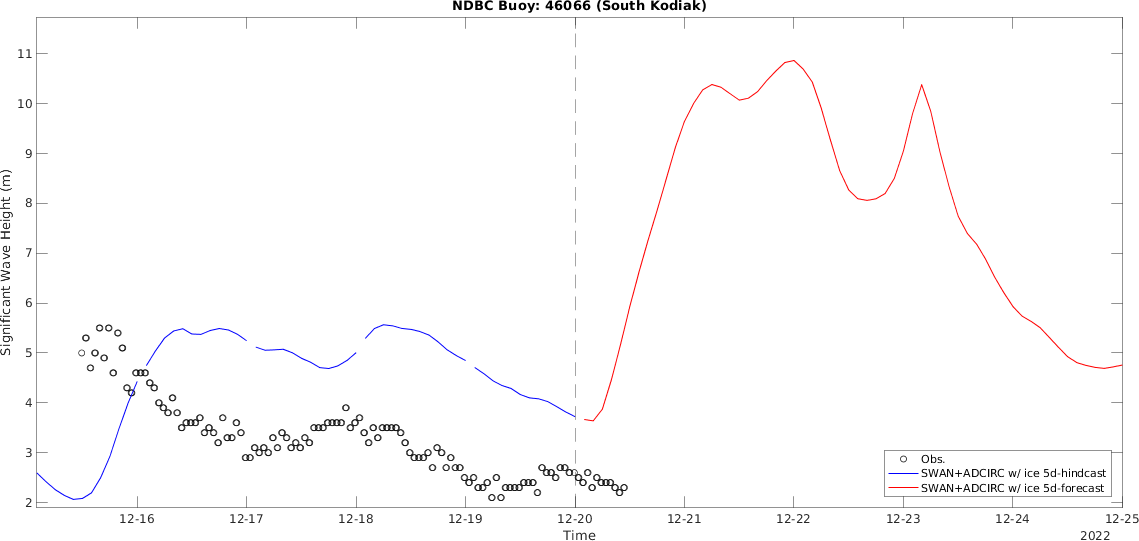 NDBC Buoy: 46066 (South Kodiak)
Significant Wave Height (m)
11
10
9
8
7
6
5
4
3
2
Obs.
SWAN+ADCIRC w/ ice 5d-hindcast
SWAN+ADCIRC w/ ice 5d-forecast
12-16 12-17 12-18 12-19 12-20 12-21 12-22 12-23 12-24 12-25
Time
2022